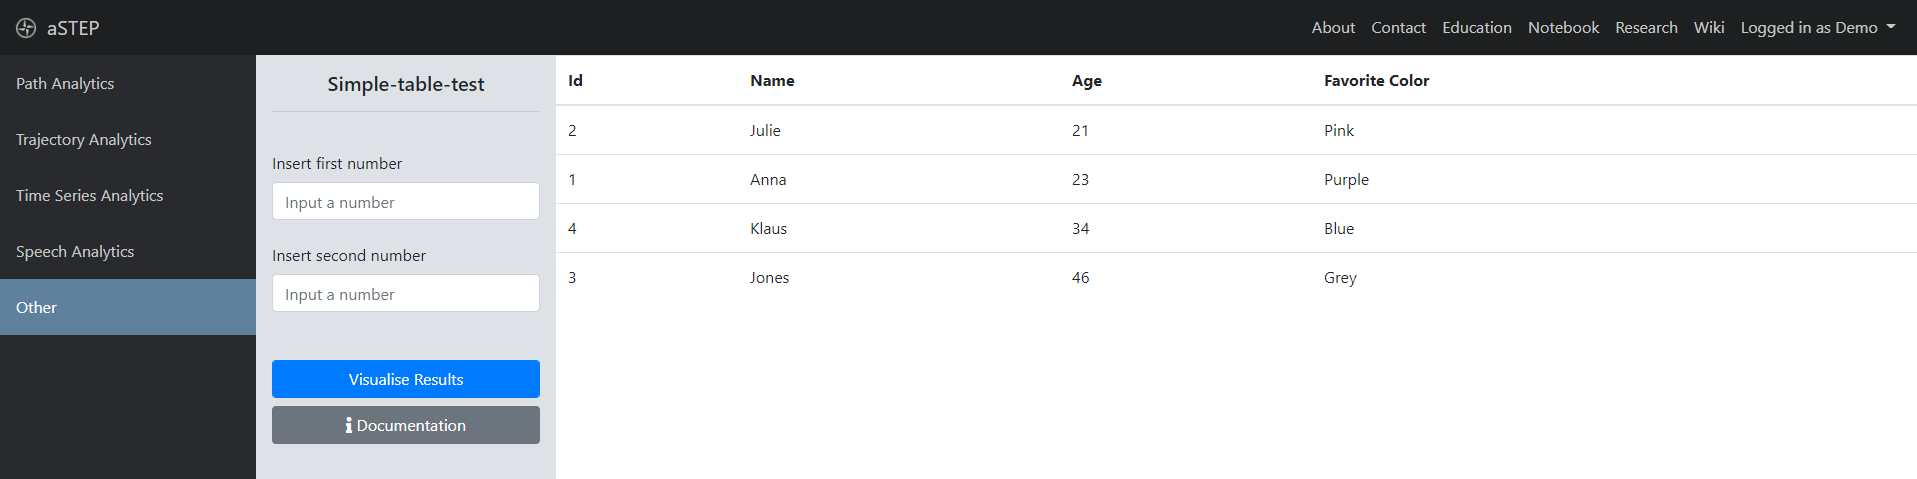 aSTEP
About Contact Education Notebook Research Wiki Logged in as Demo
Path Analytics
Trajectory Analytics
Time Series Analytics
Speech Analytics
Other
Simple-table-test
Insert first number
Input a number
Insert second number
Input a number
Visualise Results
Documentation
Id Name Age Favorite Color
2 Julie 21 Pink
1 Anna 23 Purple
4 Klaus 34 Blue
3 Jones 46 Grey